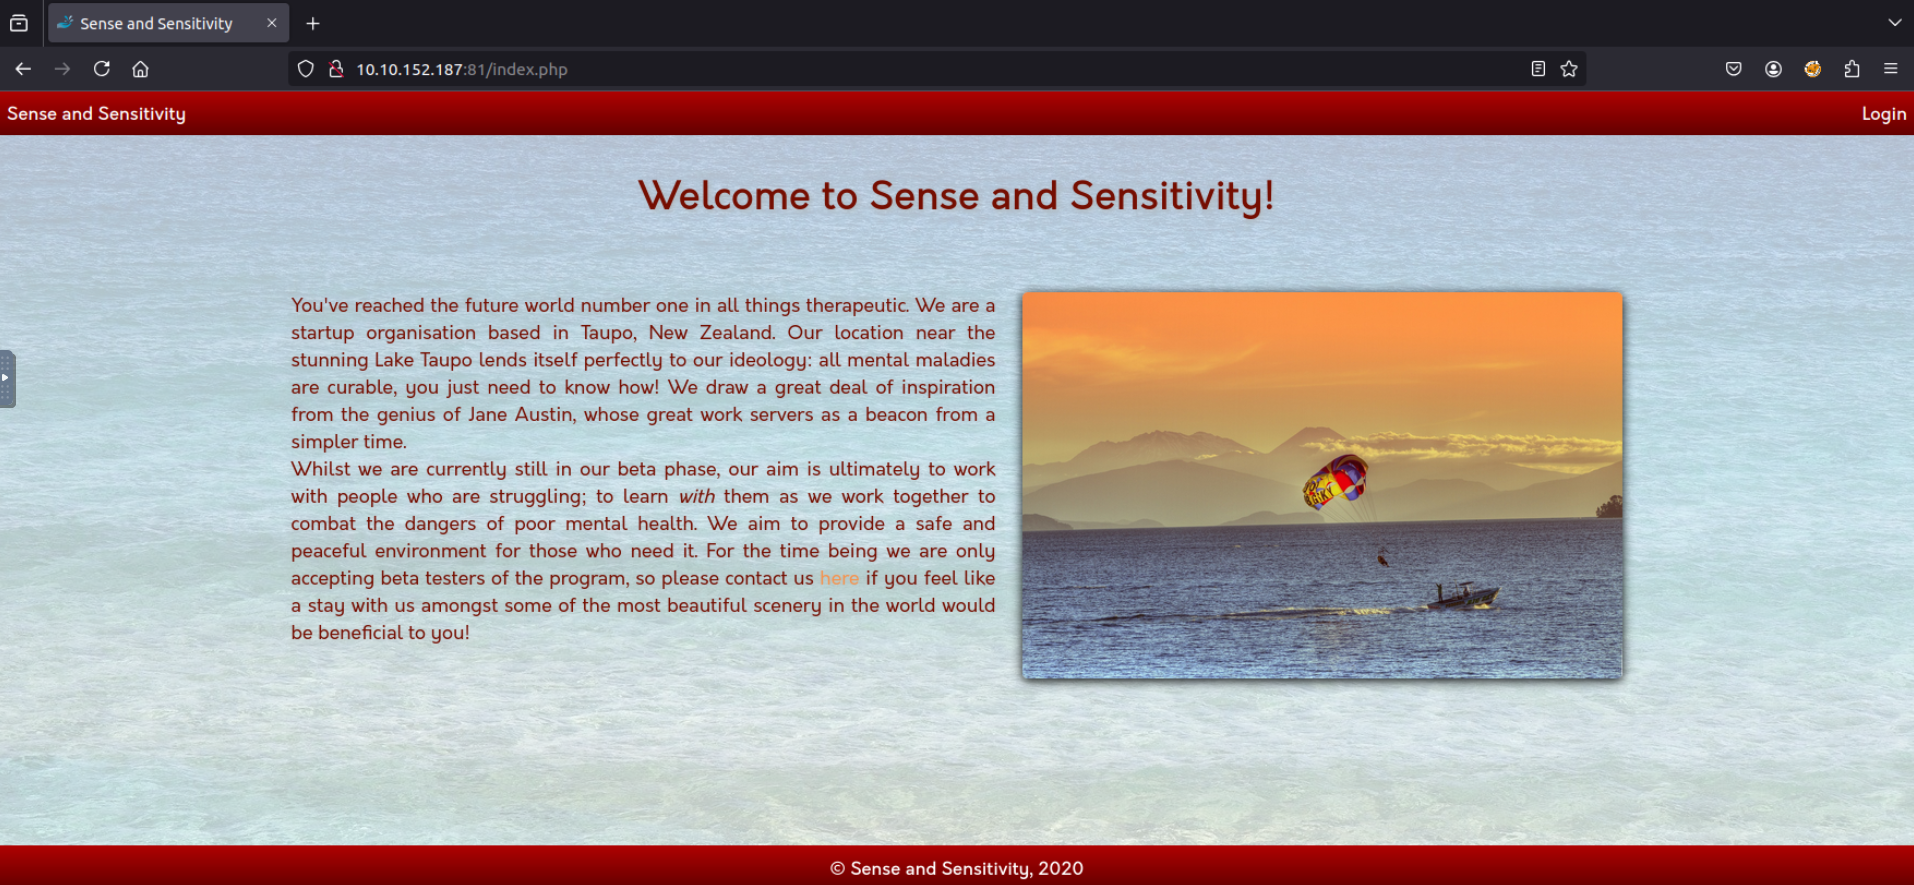 Sense and Sensitivity
10.10.152.187:81/index.php
Sense and Sensitivity
Login
Welcome to Sense and Sensitivity!
You've reached the future world number one in all things therapeutic. We are a
startup organisation based in Taupo, New Zealand. Our location near the
stunning Lake Taupo lends itself perfectly to our ideology: all mental maladies
are curable, you just need to know how! We draw a great deal of inspiration
from the genius of Jane Austin, whose great work servers as a beacon from a
simpler time.
Whilst we are currently still in our beta phase, our aim is ultimately to work
with people who are struggling; to learn with them as we work together to
combat the dangers of poor mental health. We aim to provide a safe and
peaceful environment for those who need it. For the time being we are only
accepting beta testers of the program, so please contact us here if you feel like
a stay with us amongst some of the most beautiful scenery in the world would
be beneficial to you!
© Sense and Sensitivity, 2020